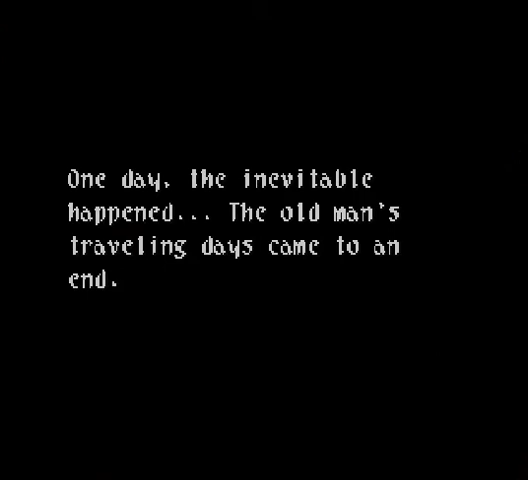 One day, the inevitable
happened... The old man's
traveling days came to an
end.